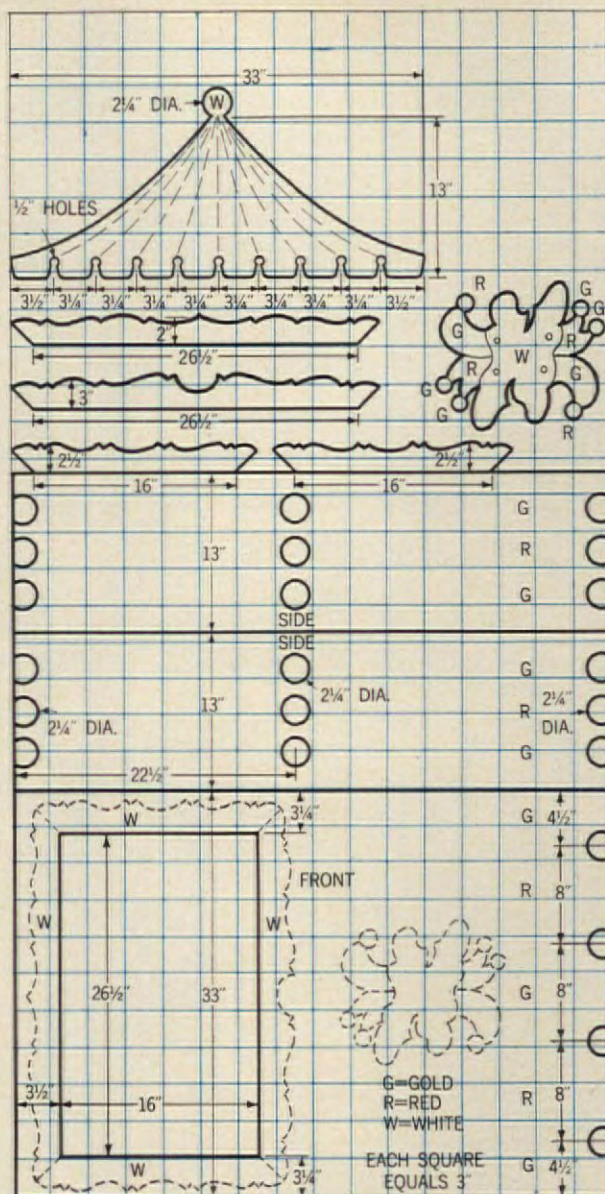 33"
2¼" DIA.
W
13"
½" HOLES
3½" 3¼" 3¼" 3¼" 3¼" 3¼" 3¼" 3¼" 3¼" 3½"
2"
26½"
R
G
G
G
R
W
R
G
G
G
R
3"
26½"
2½"
16"
2½"
16"
G
13"
R
G
SIDE
SIDE
G
2¼" DIA.
13"
2¼" DIA.
R
2¼" DIA.
G
22½"
W
3¼"
G
4½"
FRONT
R
8"
W
W
26½"
33"
G
8"
3½"
16"
G=GOLD
R=RED
W=WHITE
R
8"
W
3¼"
EACH SQUARE
EQUALS 3"
G
4½"